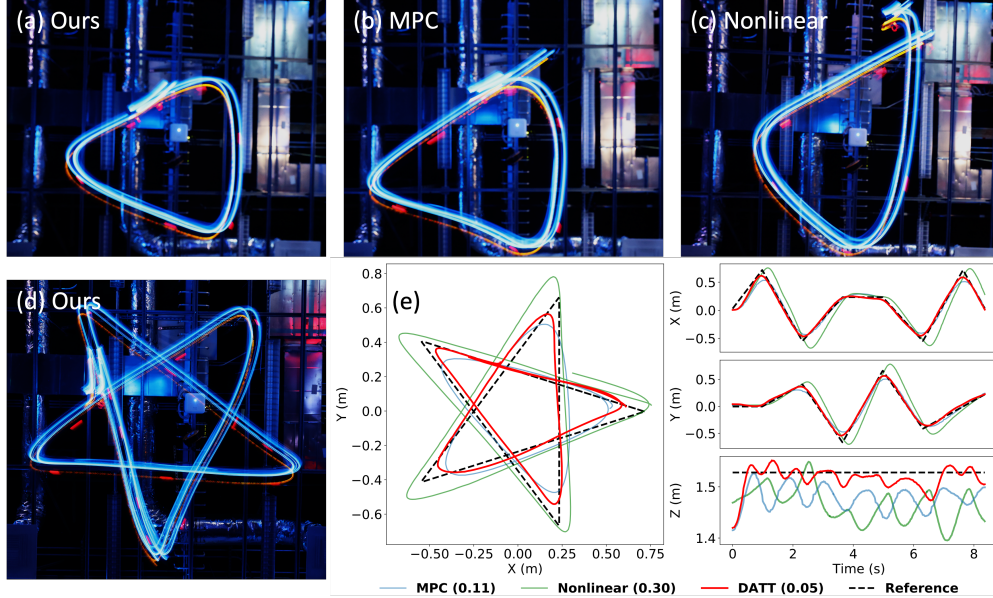 (a) Ours
(b) MPC
(c) Nonlinear
(d) Ours
(e)
0.8
0.6
0.4
0.2
0.0
−0.2
−0.4
−0.6
Y (m)
−0.50
−0.25
0.00
0.25
0.50
0.75
X (m)
0.5
0.0
−0.5
X (m)
0.5
0.0
−0.5
Y (m)
1.5
1.4
Z (m)
0
2
4
6
8
Time (s)
MPC (0.11)
Nonlinear (0.30)
DATT (0.05)
Reference